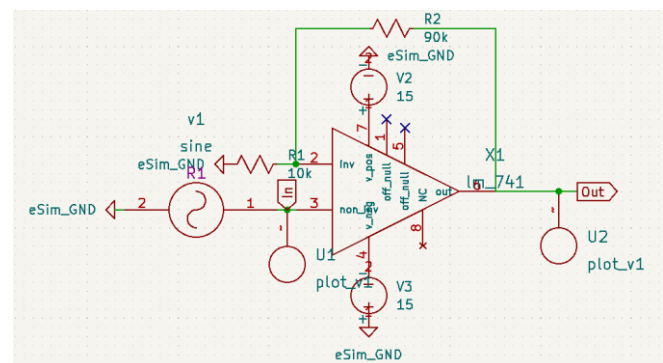 R2
90k
2
eSim_GND
V2
15
+
v1
sine
7
1
5
X1
eSim_GND
R1
10k
2
inv
v_pos
off_null
off_null
lm_741
R1
In
out
6
Out
eSim_GND
2
1
3
non_inv
v_neg
NC
U1
plot_v1
4
8
U2
plot_v1
2
V3
15
+
eSim_GND